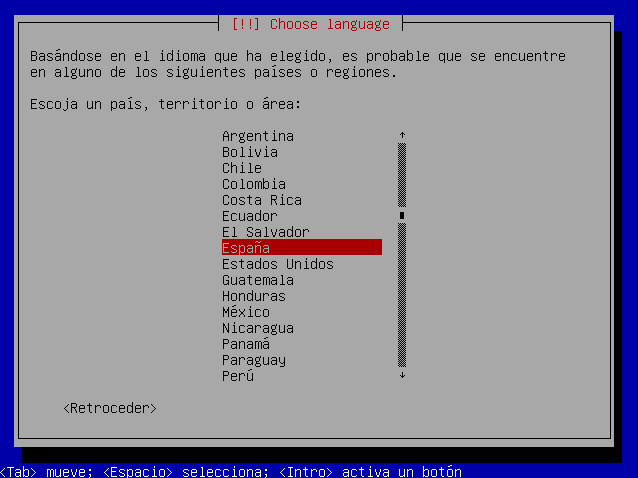 [!!] Choose language
Basándose en el idioma que ha elegido, es probable que se encuentre
en alguno de los siguientes países o regiones.
Escoja un país, territorio o área:
Argentina
Bolivia
Chile
Colombia
Costa Rica
Ecuador
El Salvador
España
Estados Unidos
Guatemala
Honduras
México
Nicaragua
Panamá
Paraguay
Perú
<Retroceder>
<Tab> mueve; <Espacio> selecciona; <Intro> activa un botón